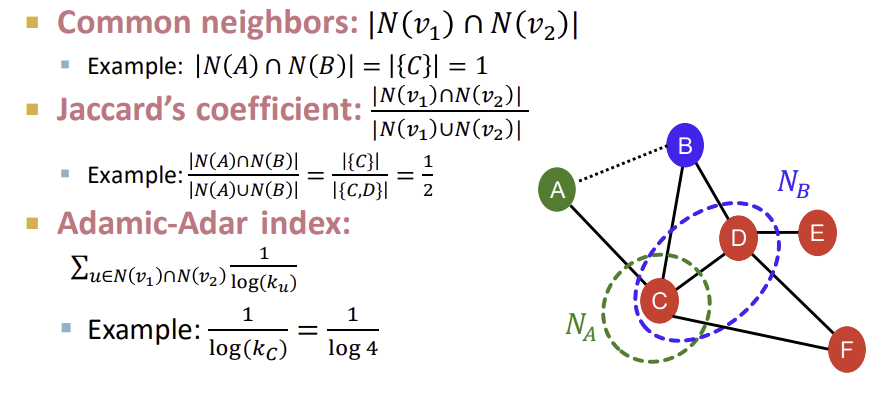 Common neighbors: |N(v₁) ∩ N(v₂)|
Example: |N(A) ∩ N(B)| = |{C}| = 1
Jaccard's coefficient: |N(v₁)∩N(v₂)| / |N(v₁)∪N(v₂)|
Example: |N(A)∩N(B)| / |N(A)∪N(B)| = |{C}| / |{C,D}| = 1/2
Adamic-Adar index:
∑u∈N(v₁)∩N(v₂) 1 / log(kᵤ)
Example: 1 / log(k_C) = 1 / log 4
B
A
N_B
D
E
C
N_A
F